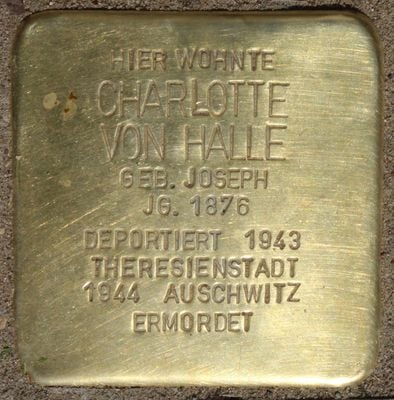 HIER WOHNTE
CHARLOTTE
VON HALLE
GEB. JOSEPH
JG. 1876
DEPORTIERT 1943
THERESIENSTADT
1944 AUSCHWITZ
ERMORDET